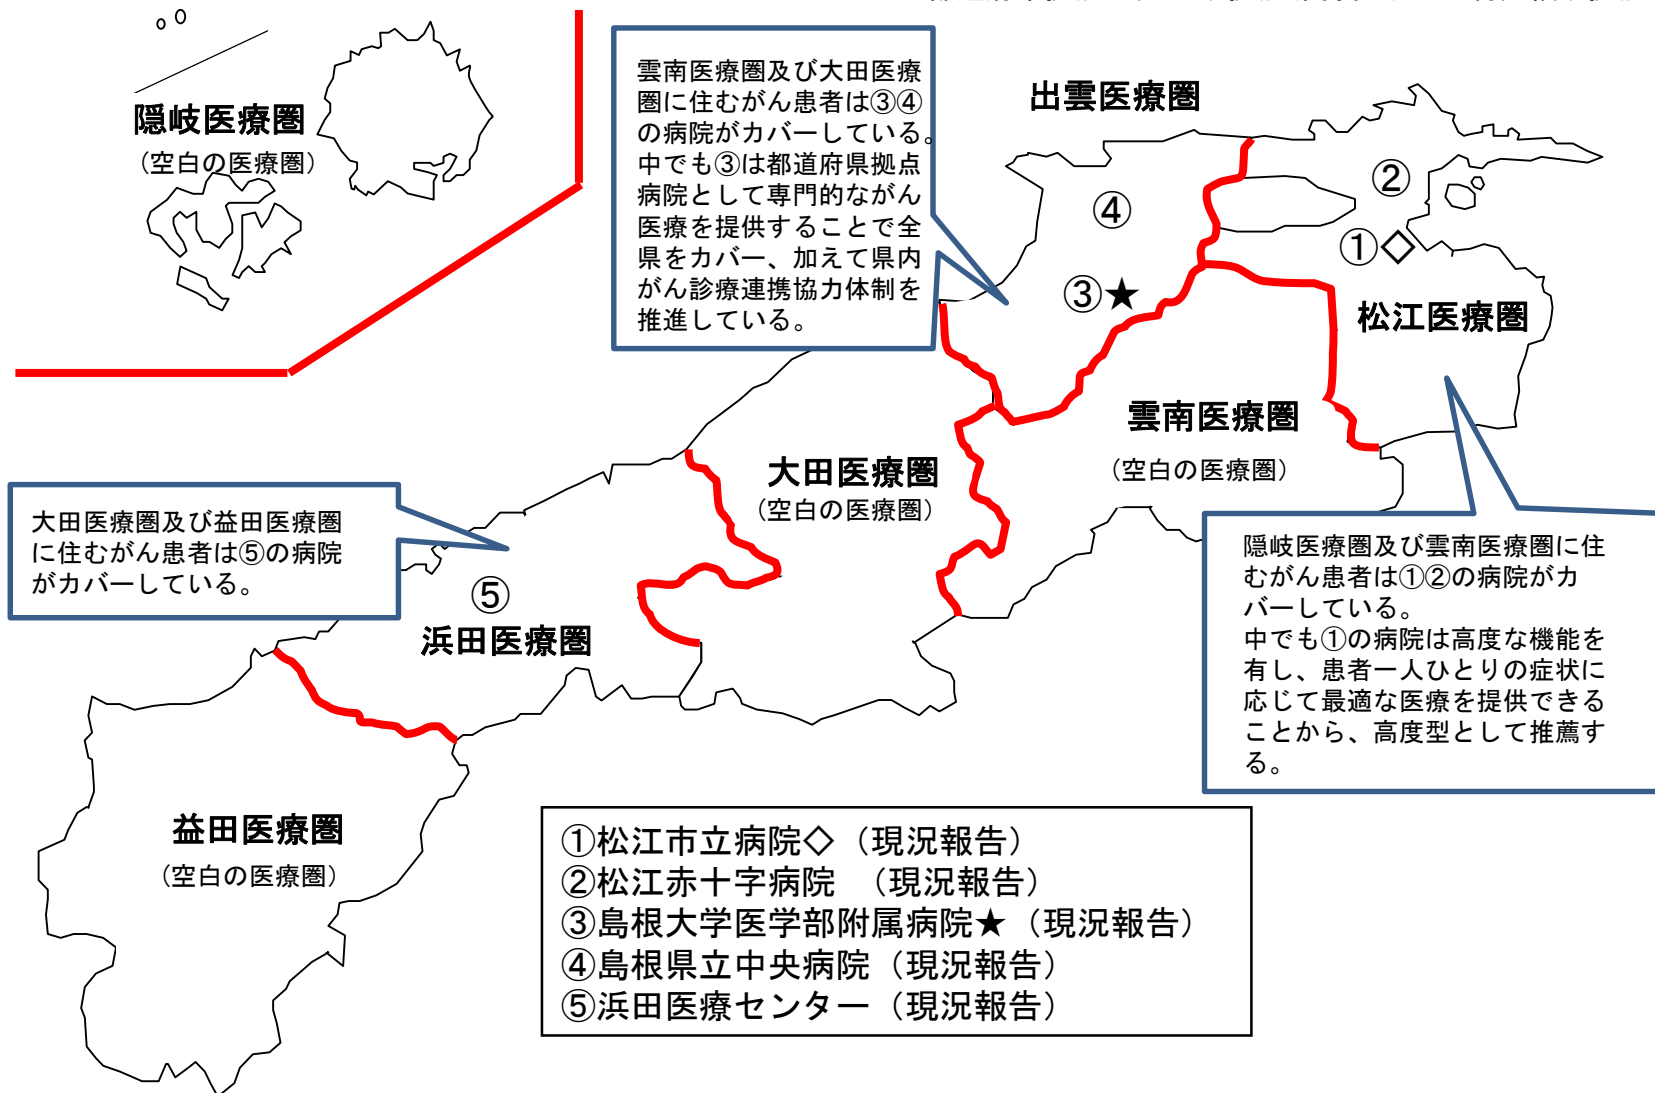 隠岐医療圏
（空白の医療圏）
雲南医療圏及び大田医療
圏に住むがん患者は③④
の病院がカバーしている。
中でも③は都道府県拠点
病院として専門的ながん
医療を提供することで全
県をカバー、加えて県内
がん診療連携協力体制を
推進している。
出雲医療圏
②
④
①◇
③★
松江医療圏
雲南医療圏
（空白の医療圏）
大田医療圏
（空白の医療圏）
大田医療圏及び益田医療圏
に住むがん患者は⑤の病院
がカバーしている。
⑤
浜田医療圏
隠岐医療圏及び雲南医療圏に住
むがん患者は①②の病院がカ
バーしている。
中でも①の病院は高度な機能を
有し、患者一人ひとりの症状に
応じて最適な医療を提供できる
ことから、高度型として推薦す
る。
益田医療圏
（空白の医療圏）
①松江市立病院◇（現況報告）
②松江赤十字病院　（現況報告）
③島根大学医学部附属病院★（現況報告）
④島根県立中央病院（現況報告）
⑤浜田医療センター（現況報告）